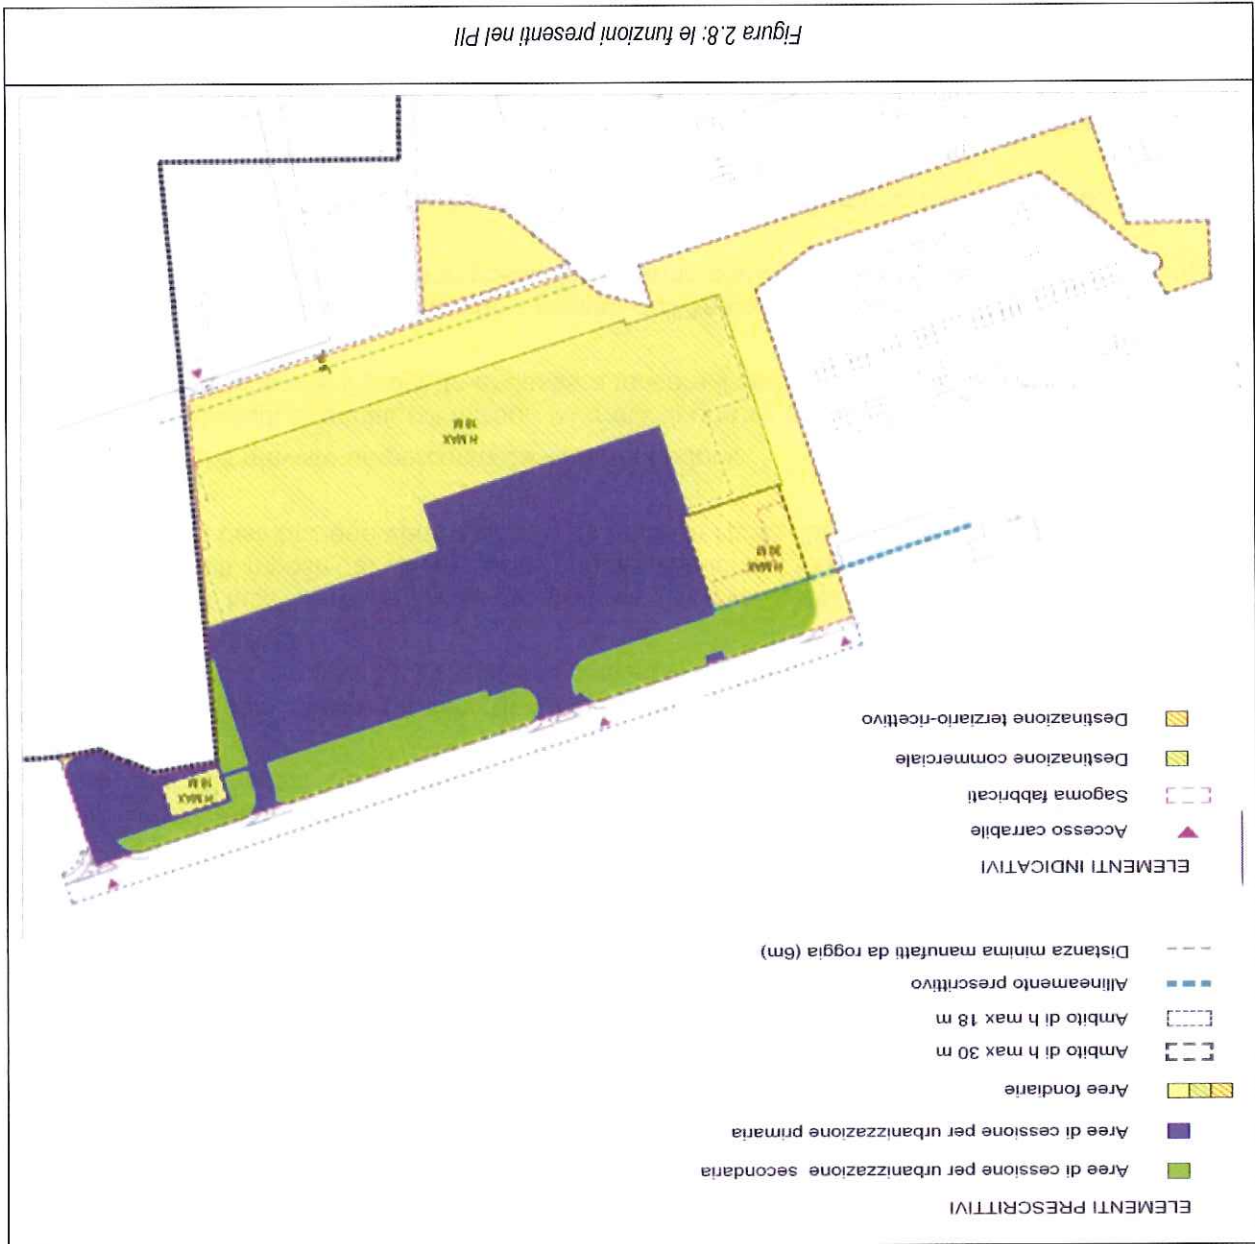 ELEMENTI PRESCRITTIVI
Aree di cessione per urbanizzazione secondaria
Aree di cessione per urbanizzazione primaria
Aree fondiarie
Ambito di h max 30 m
Ambito di h max 18 m
Allineamento prescrittivo
Distanza minima manufatti da roggia (6m)
ELEMENTI INDICATIVI
Accesso carrabile
Sagoma fabbricati
Destinazione commerciale
Destinazione terziario-ricettivo
H MAX
18 M
H MAX
30 M
H MAX
18 M
Figura 2.8: le funzioni presenti nel PII